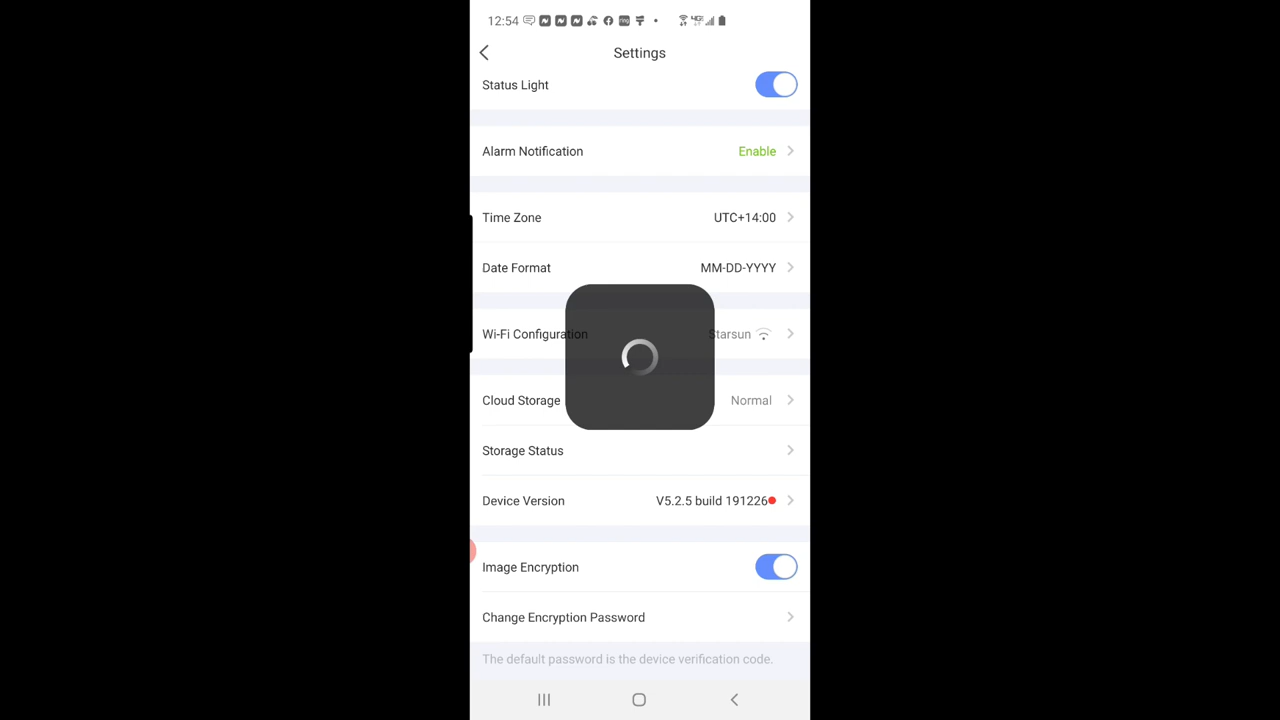 12:54
Settings
Status Light
Alarm Notification Enable
Time Zone UTC+14:00
Date Format MM-DD-YYYY
Wi-Fi Configuration Starsun
Cloud Storage Normal
Storage Status
Device Version V5.2.5 build 191226
Image Encryption
Change Encryption Password
The default password is the device verification code.